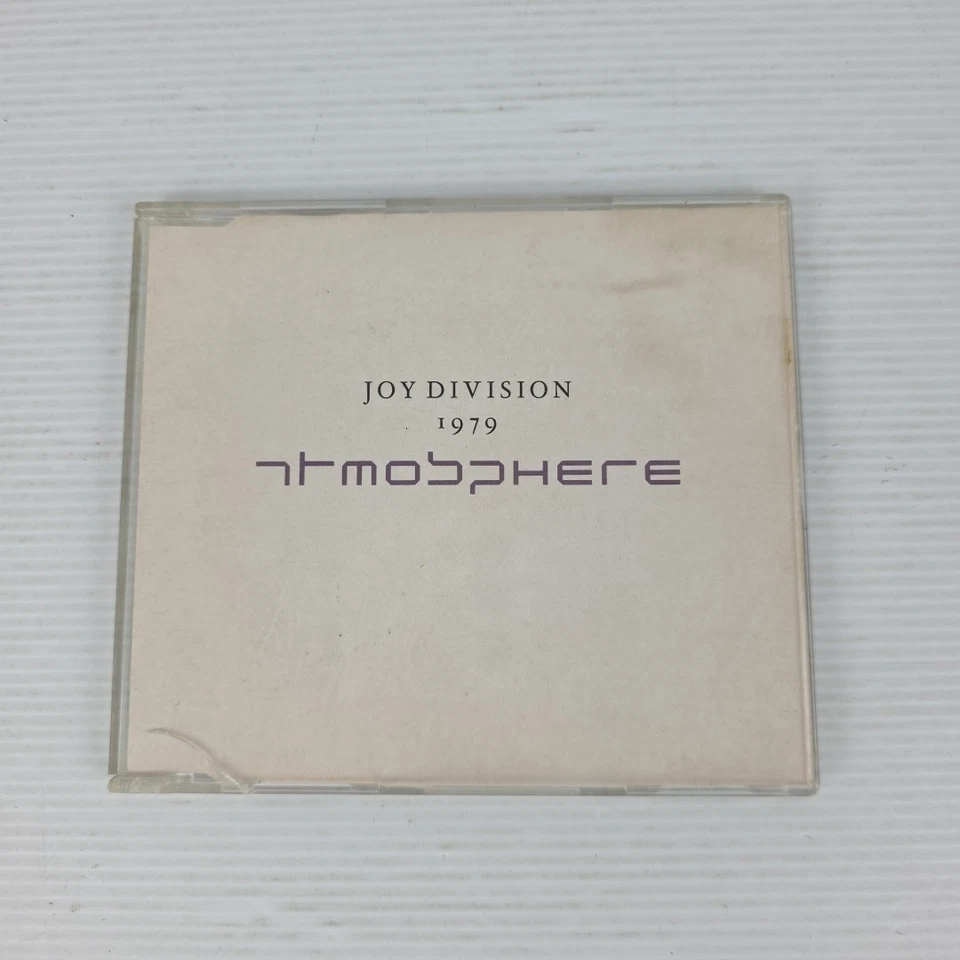 JOY DIVISION
1979
atmosphere